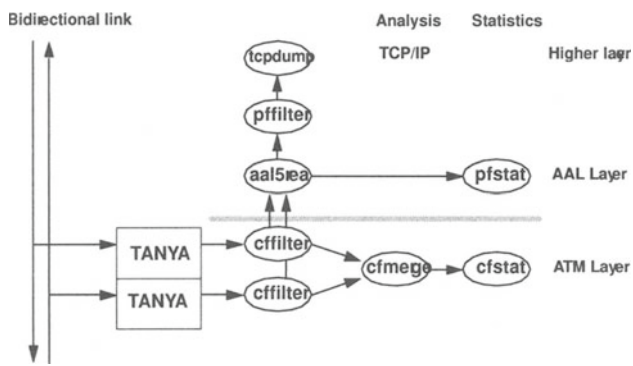 Bidirectional link
Analysis
Statistics
tcpdump
TCP/IP
Higher layer
pffilter
aal5rea
pfstat
AAL Layer
TANYA
cffilter
cfmerge
cfstat
ATM Layer
TANYA
cffilter